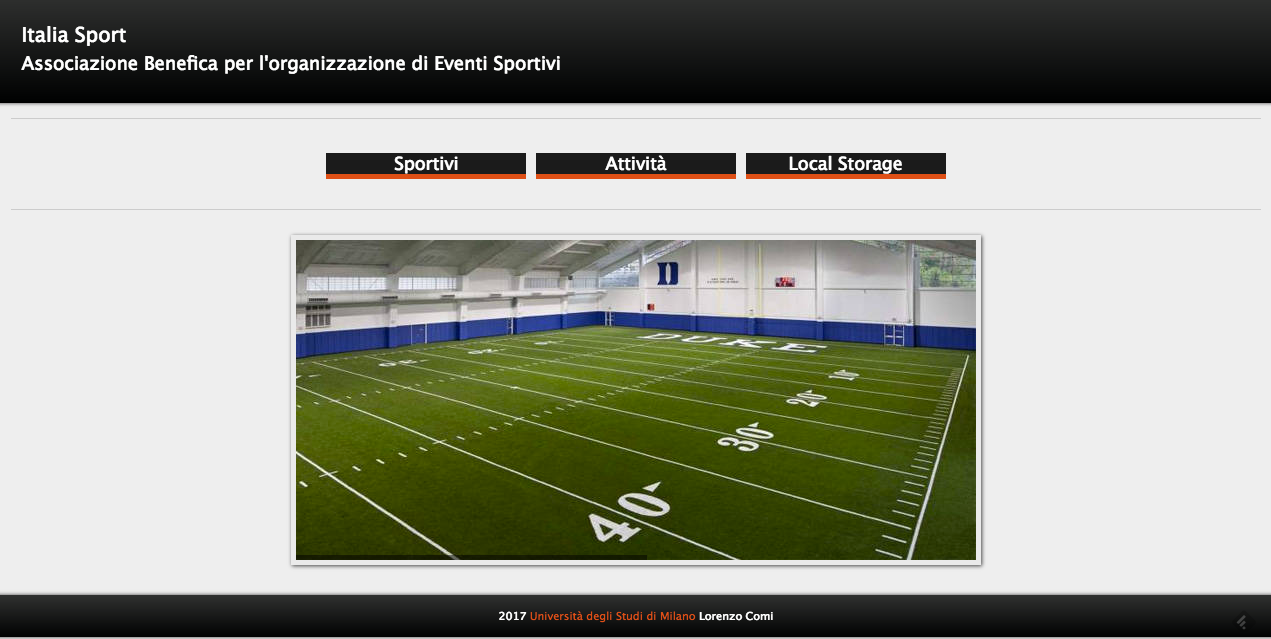 Italia Sport
Associazione Benefica per l'organizzazione di Eventi Sportivi
Sportivi Attività Local Storage
D
DUKE
10
20
30
40
2017 Università degli Studi di Milano Lorenzo Comi